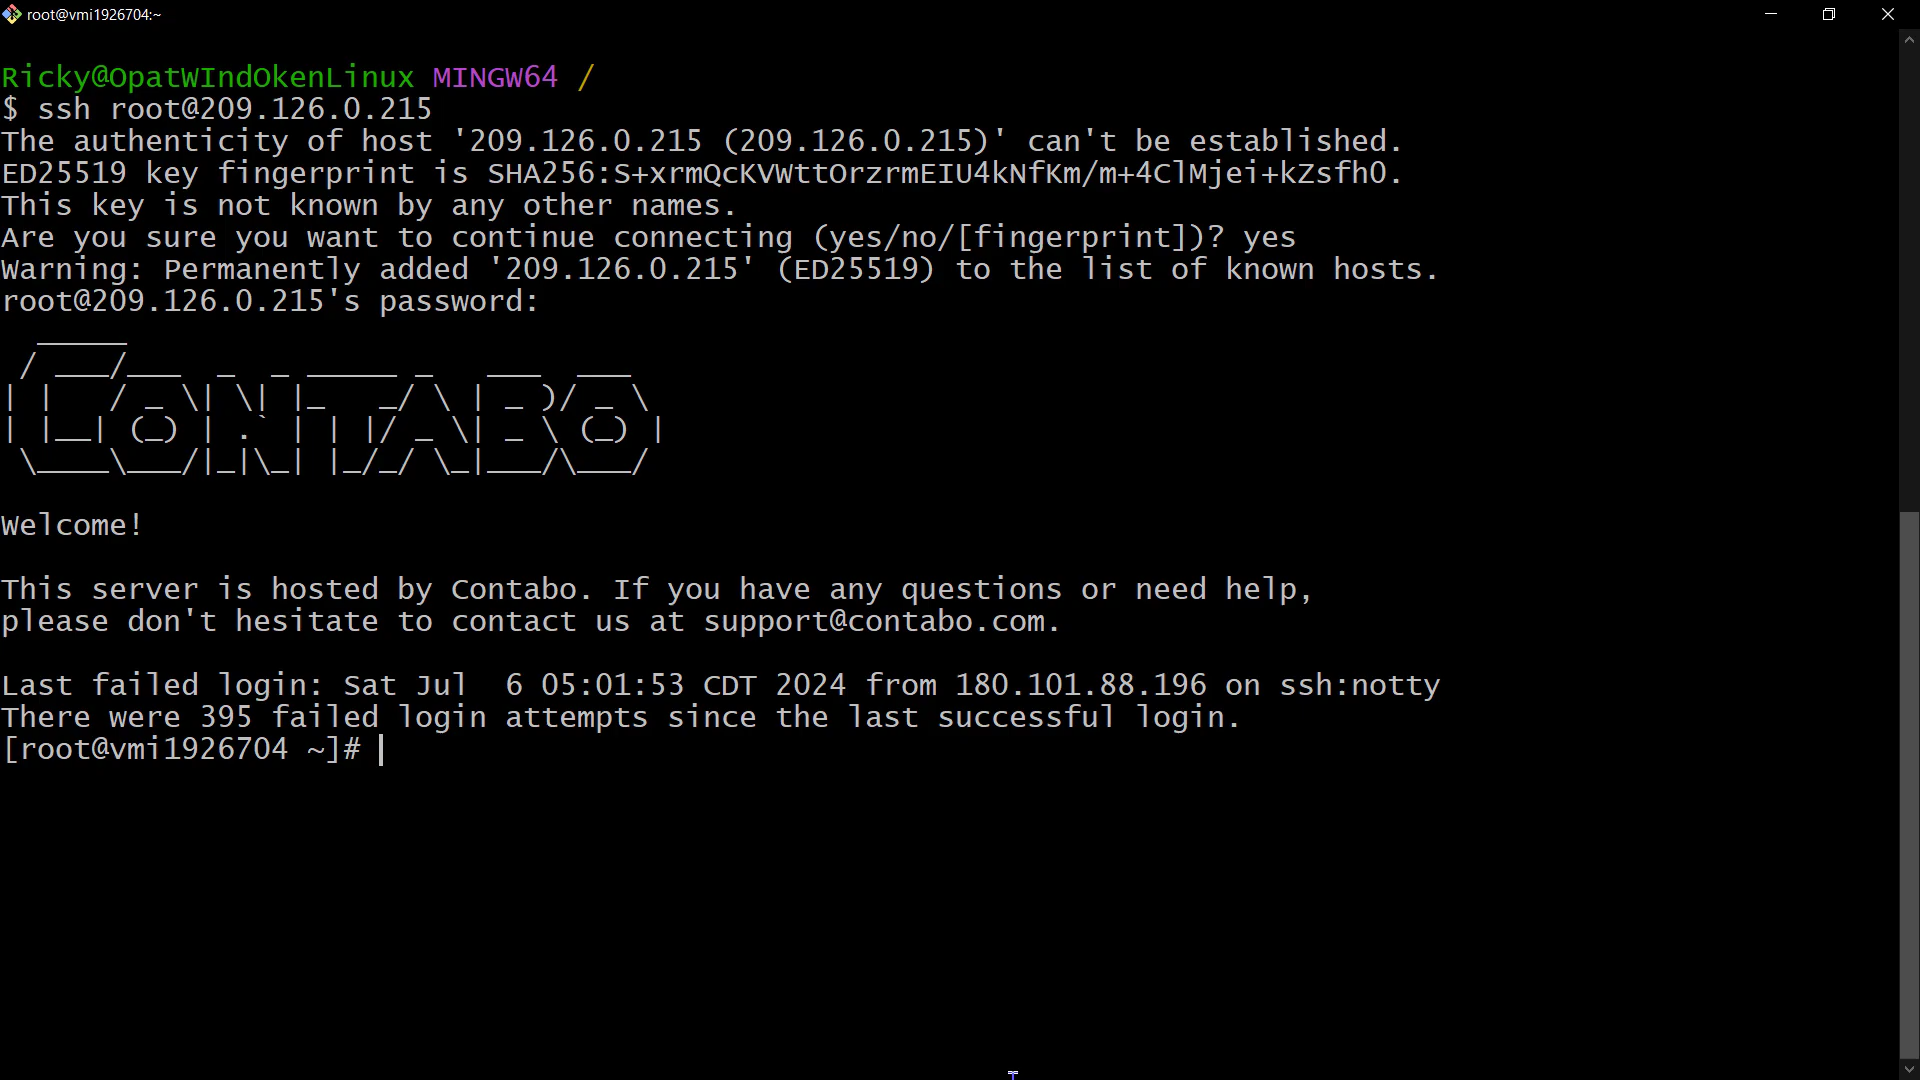 root@vmi1926704:~
Ricky@OpatWIndOkenLinux MINGW64 /
$ ssh root@209.126.0.215
The authenticity of host '209.126.0.215 (209.126.0.215)' can't be established.
ED25519 key fingerprint is SHA256:S+xrmQcKVWttOrzrmEIU4kNfKm/m+4ClMjei+kZsfh0.
This key is not known by any other names.
Are you sure you want to continue connecting (yes/no/[fingerprint])? yes
Warning: Permanently added '209.126.0.215' (ED25519) to the list of known hosts.
root@209.126.0.215's password:
CONTABO
Welcome!
This server is hosted by Contabo. If you have any questions or need help,
please don't hesitate to contact us at support@contabo.com.
Last failed login: Sat Jul  6 05:01:53 CDT 2024 from 180.101.88.196 on ssh:notty
There were 395 failed login attempts since the last successful login.
[root@vmi1926704 ~]#